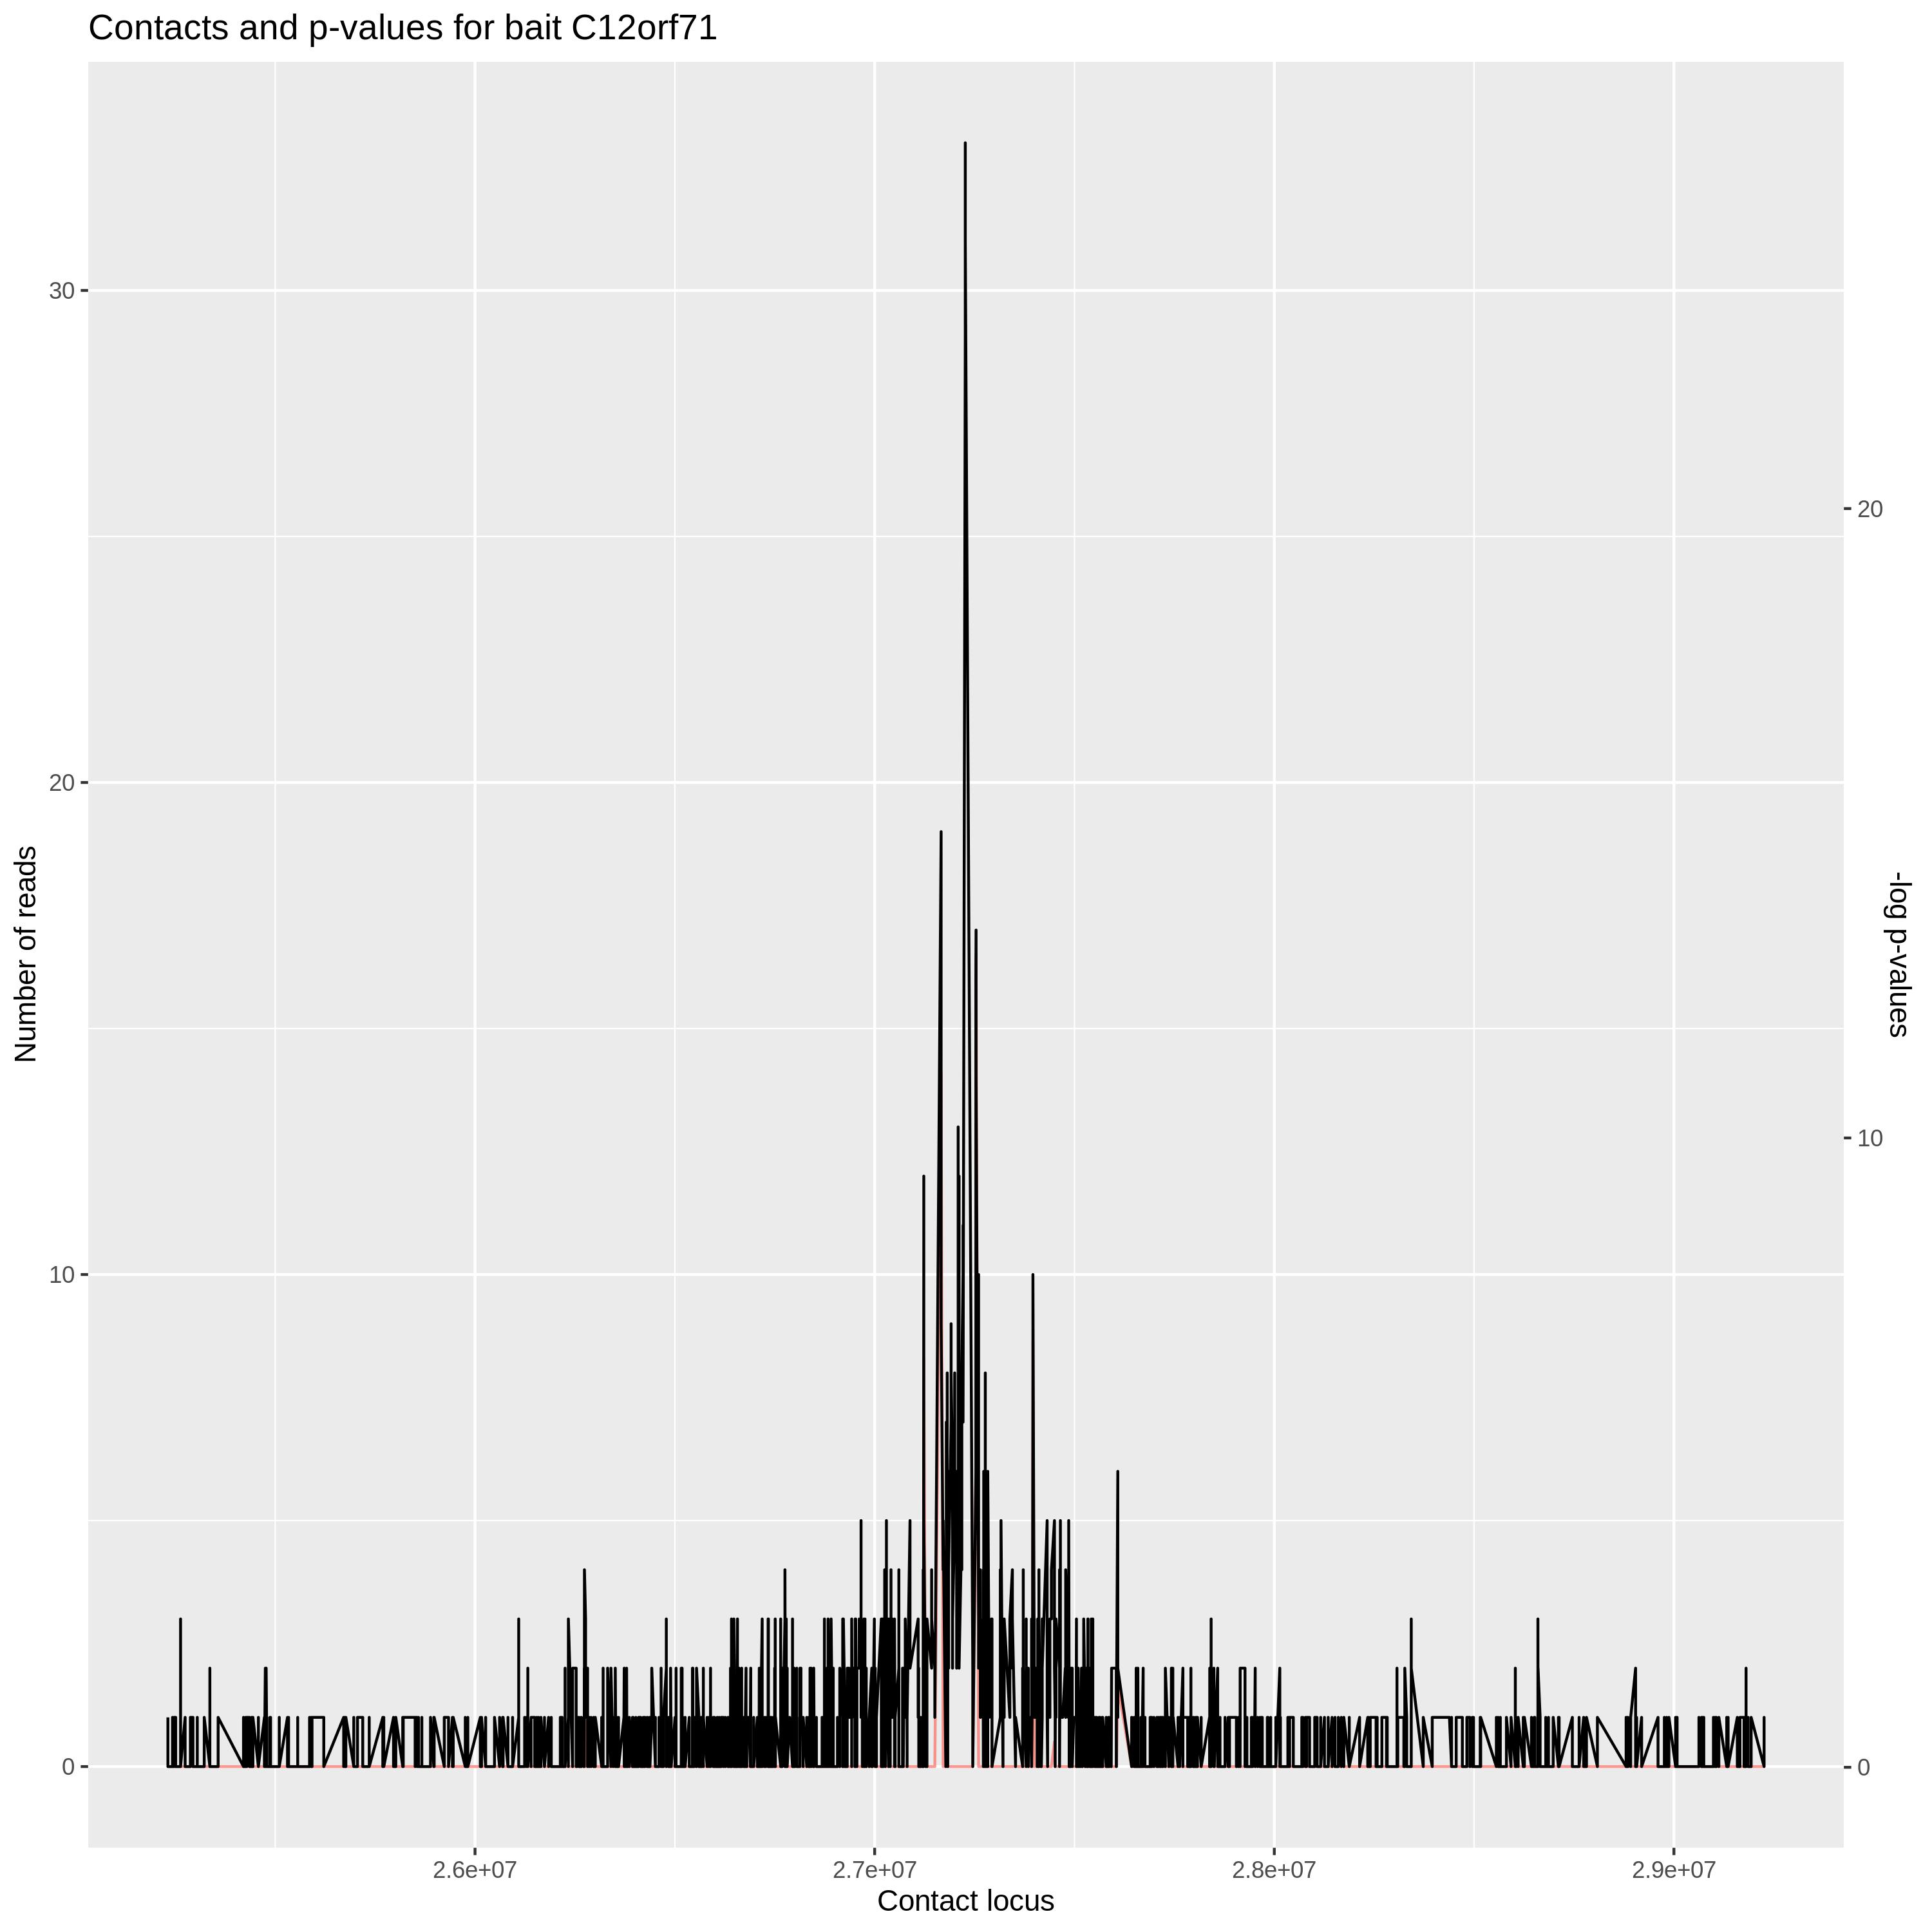 Contacts and p-values for bait C12orf71
30
20
10
0
Number of reads
20
10
0
-log p-values
2.6e+07 2.7e+07 2.8e+07 2.9e+07
Contact locus